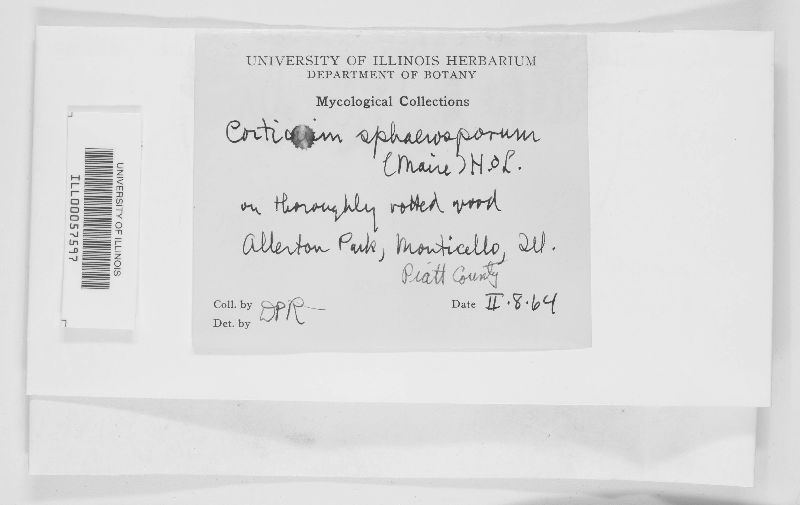 UNIVERSITY OF ILLINOIS HERBARIUM
DEPARTMENT OF BOTANY
Mycological Collections
Corticium sphaerosporum
(Maire) H & L.
on thoroughly rotted wood
Allerton Park, Monticello, Ill.
Piatt County
Coll. by DPR
Det. by
Date II.8.64
UNIVERSITY OF ILLINOIS
ILL00057597